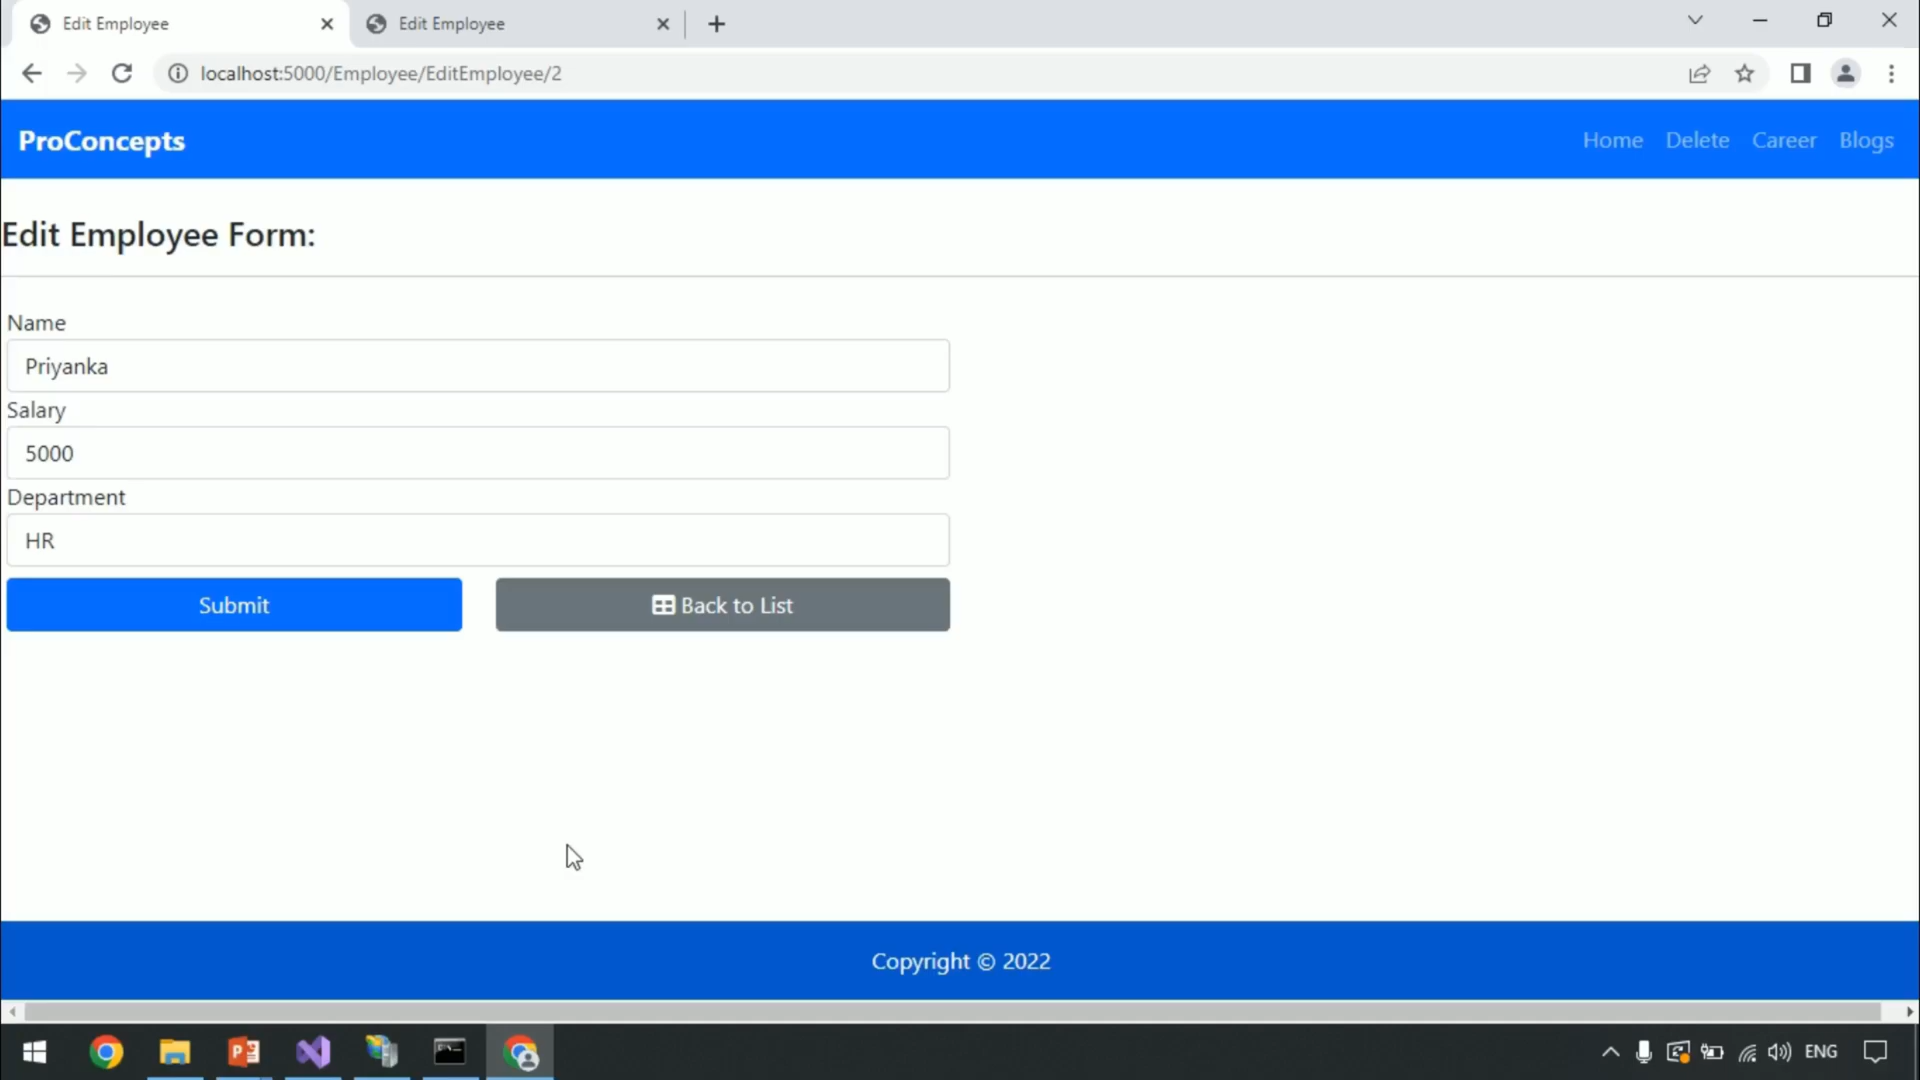 Edit Employee
Edit Employee
localhost:5000/Employee/EditEmployee/2
ProConcepts
Home Delete Career Blogs
Edit Employee Form:
Name
Priyanka
Salary
5000
Department
HR
Submit
Back to List
Copyright © 2022
ENG